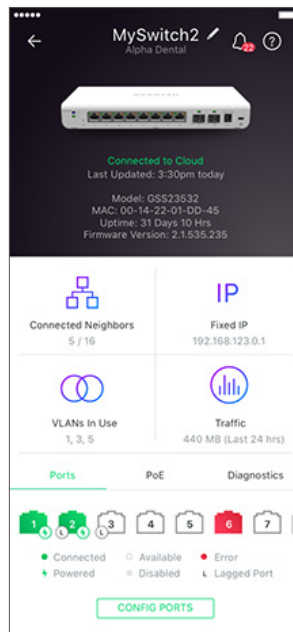 MySwitch2
22
?
Alpha Dental
NETGEAR
Connected to Cloud
Last Updated: 3:30pm today
Model: GSS23532
MAC: 00-14-22-01-DD-45
Uptime: 31 Days 10 Hrs
Firmware Version: 2.1.535.235
IP
Connected Neighbors
Fixed IP
5 / 16
192.168.123.0.1
VLANs In Use
Traffic
1, 3, 5
440 MB (Last 24 hrs)
Ports PoE Diagnostics
1 2 3 4 5 6 7
L L
Connected Available Error
Powered Disabled L Lagged Port
CONFIG PORTS